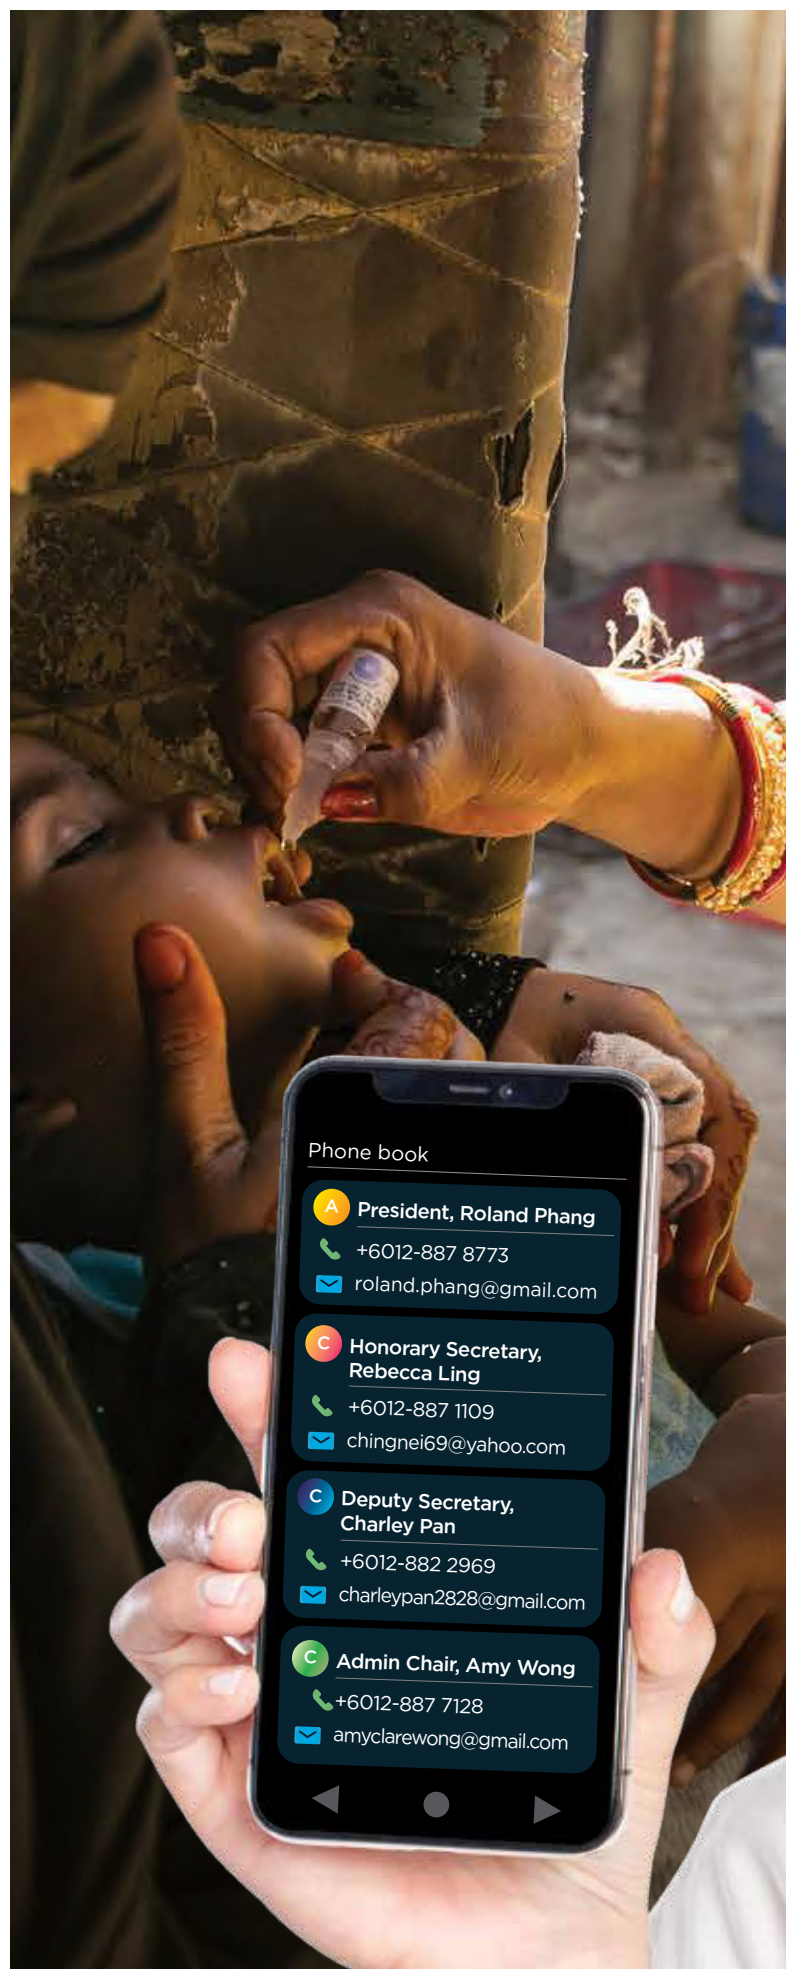 Phone book
A
President, Roland Phang
+6012-887 8773
roland.phang@gmail.com
C
Honorary Secretary,
Rebecca Ling
+6012-887 1109
chingnei69@yahoo.com
C
Deputy Secretary,
Charley Pan
+6012-882 2969
charleypan2828@gmail.com
C
Admin Chair, Amy Wong
+6012-887 7128
amyclarewong@gmail.com